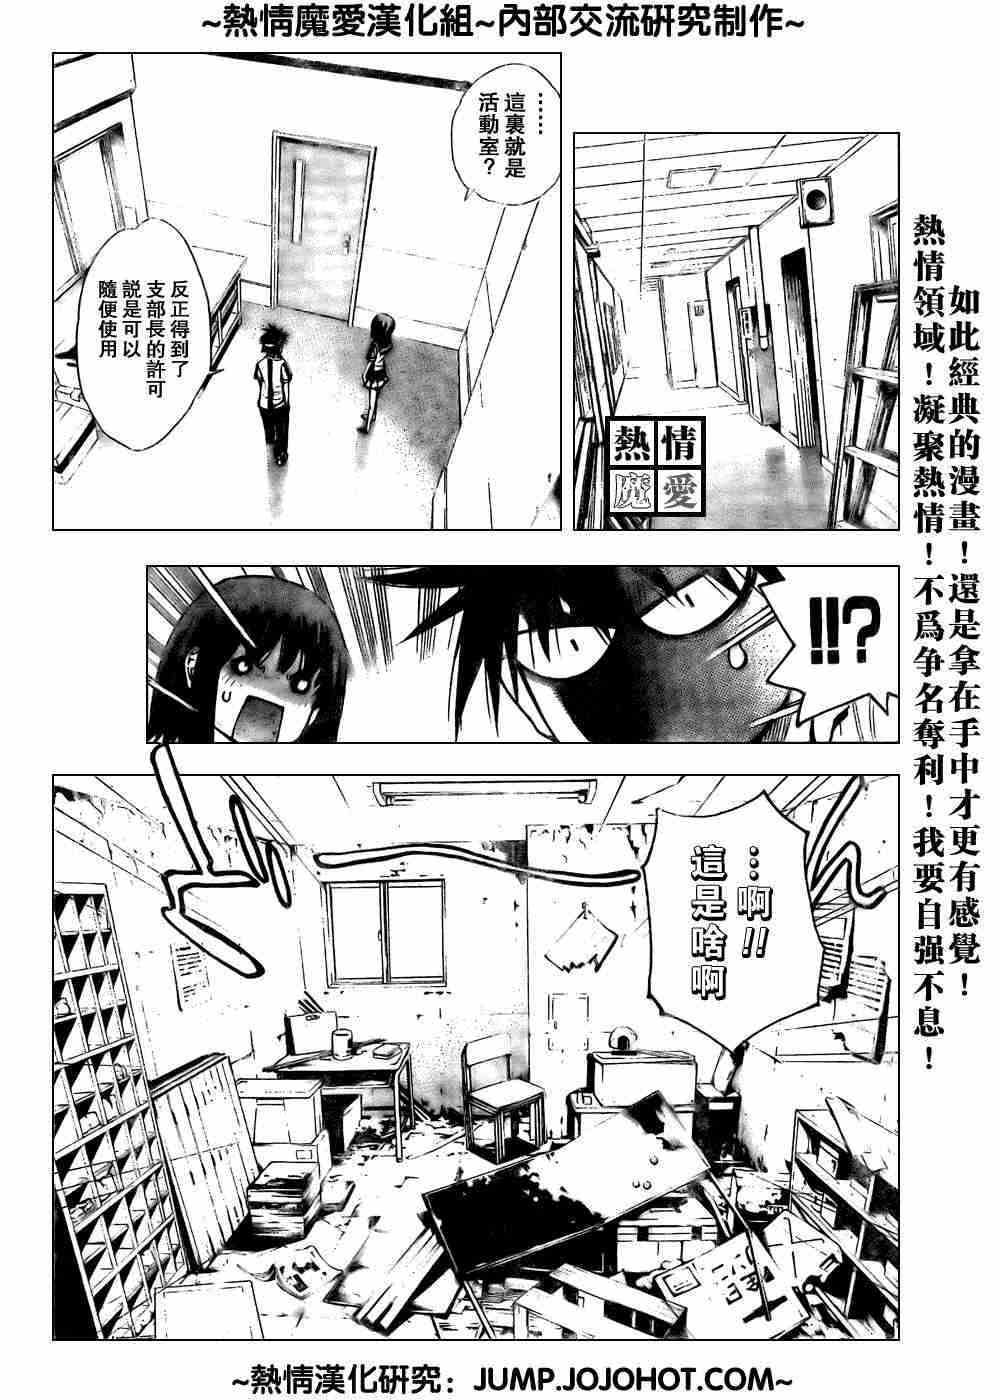 ~熱情魔愛漢化組~內部交流研究制作~
如此經典的漫畫！還是拿在手中才更有感覺！
熱情領域！凝聚熱情！不爲争名奪利！我要自强不息！
熱情
魔愛
……
這裏就是
活動室？
反正得到了
支部長的許可
説是可以
隨便使用
!!?
…啊!!
這是啥啊
~熱情漢化研究：JUMP.JOJOHOT.COM~